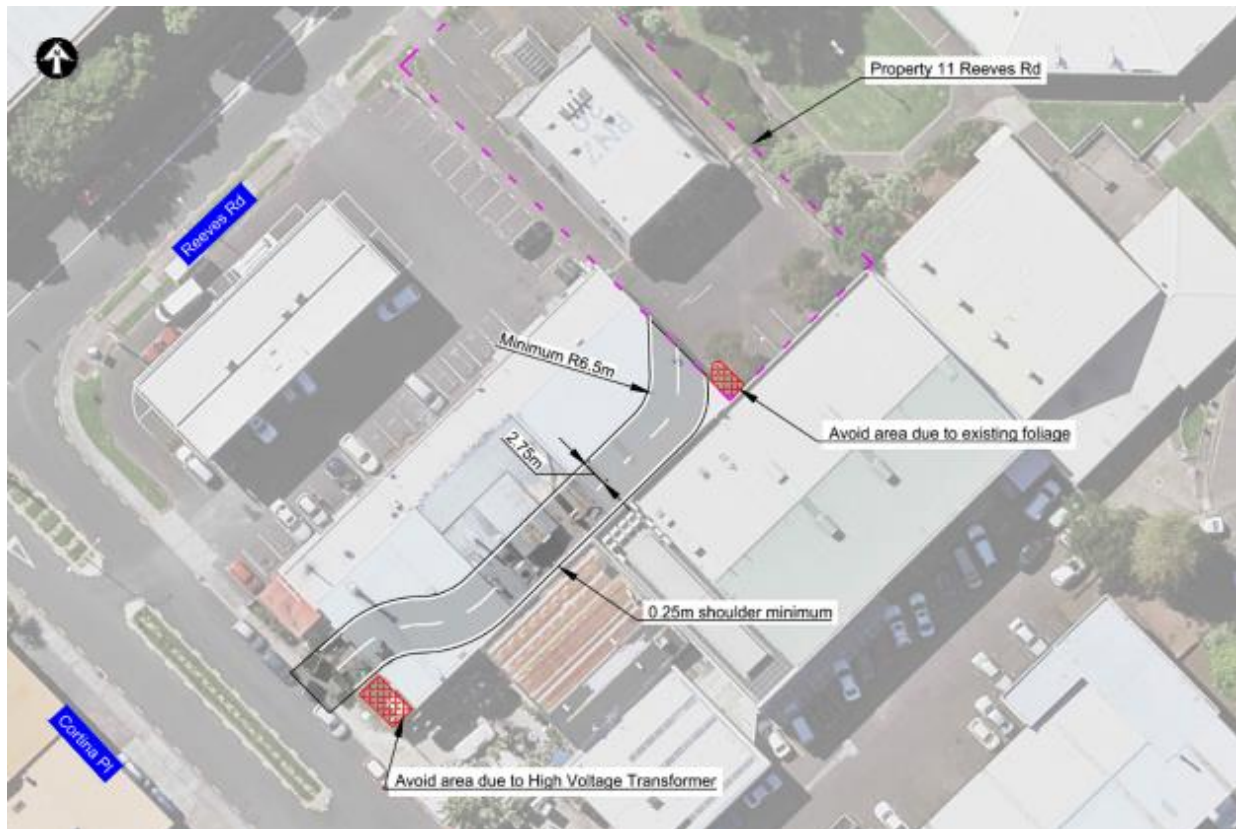 N
Property 11 Reeves Rd
Reeves Rd
Minimum R6.5m
Avoid area due to existing foliage
2.75m
0.25m shoulder minimum
Cortina Pl
Avoid area due to High Voltage Transformer